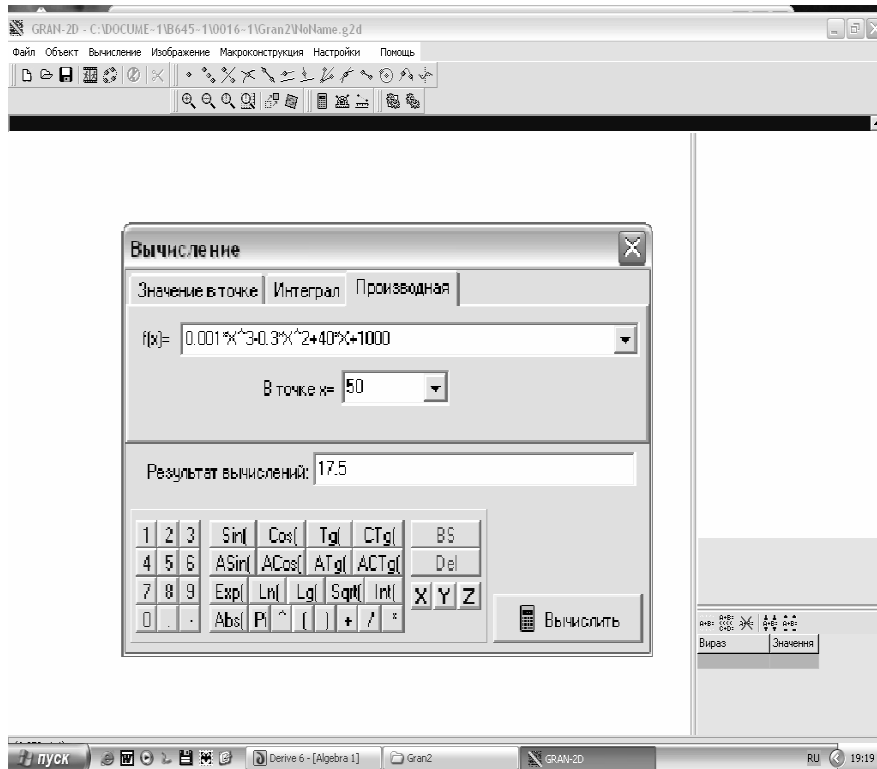 GRAN-2D - C:\DOCUME~1\B645~1\0016~1\Gran2\NoName.g2d
Файл Объект Вычисление Изображение Макроконструкция Настройки Помощь
Вычисление
Значение в точке Интеграл Производная
f(x)= 0.001*X^3-0.3*X^2+40*X+1000
В точке x= 50
Результат вычислений: 17.5
1 2 3 Sin( Cos( Tg( CTg( BS
4 5 6 ASin( ACos( ATg( ACTg( Del
7 8 9 Exp( Ln( Lg( Sqrt( Int( X Y Z
0 . - Abs( Pi ^ ( ) + / *
Вычислить
Вираз Значення
пуск Derive 6 - [Algebra 1] Gran2 GRAN-2D RU 19:19